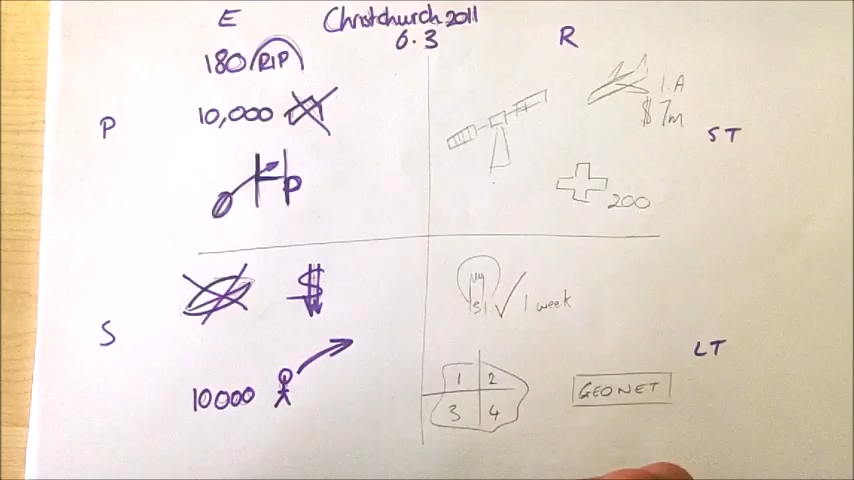 E
Christchurch 2011
6.3
R
180 RIP
10,000
P
1.A
$7m
ST
P
200
S
$
1 week
10000
LT
1 2
3 4
GEONET